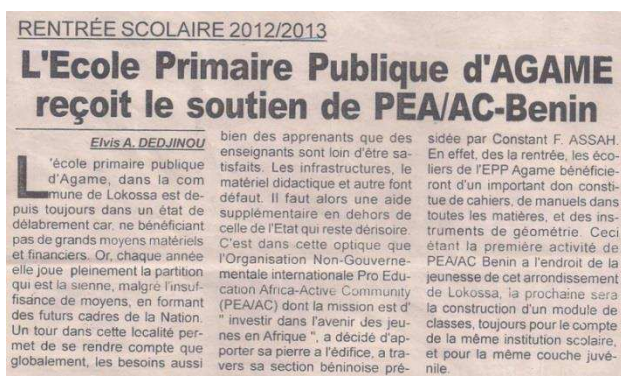 RENTRÉE SCOLAIRE 2012/2013
L'Ecole Primaire Publique d'AGAME
reçoit le soutien de PEA/AC-Benin
Elvis A. DEDJINOU
L'école primaire publique
d'Agame, dans la com
mune de Lokossa est de-
puis toujours dans un état de
délabrement car, ne bénéficiant
pas de grands moyens matériels
et financiers. Or, chaque année
elle joue pleinement la partition
qui est la sienne, malgré l'insuf-
fisance de moyens, en formant
des futurs cadres de la Nation.
Un tour dans cette localité per-
met de se rendre compte que
globalement, les besoins aussi
bien des apprenants que des
enseignants sont loin d'être sa-
tisfaits. Les infrastructures, le
matériel didactique et autre font
défaut. Il faut alors une aide
supplémentaire en dehors de
celle de l'Etat qui reste dérisoire.
C'est dans cette optique que
l'Organisation Non-Gouver-
nementale internationale Pro Edu-
cation Africa-Active Community
(PEA/AC) dont la mission est d'
" investir dans l'avenir des jeu-
nes en Afrique ", a décidé d'ap-
porter sa pierre a l'édifice, a tra-
vers sa section béninoise pré-
sidée par Constant F. ASSAH.
En effet, des la rentrée, les éco-
liers de l'EPP Agame bénéficie-
ront d'un important don consti-
tue de cahiers, de manuels dans
toutes les matières, et des ins-
truments de géométrie. Ceci
étant la première activité de
PEA/AC Benin a l'endroit de la
jeunesse de cet arrondissement
de Lokossa, la prochaine sera
la construction d'un module de
classes, toujours pour le compte
de la même institution scolaire,
et pour la même couche juvé-
nile.